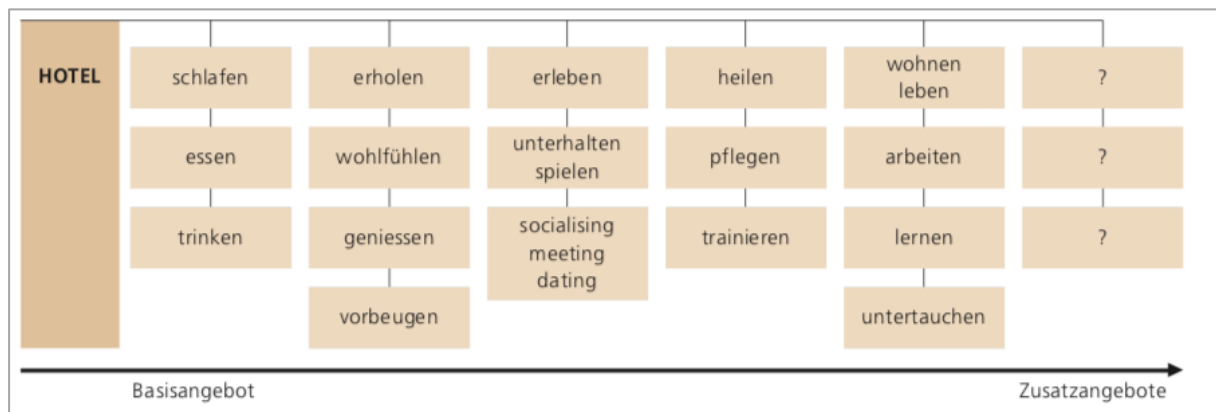 HOTEL
schlafen
essen
trinken
erholen
wohlfühlen
geniessen
vorbeugen
erleben
unterhalten
spielen
socialising
meeting
dating
heilen
pflegen
trainieren
wohnen
leben
arbeiten
lernen
untertauchen
?
?
?
Basisangebot
Zusatzangebote